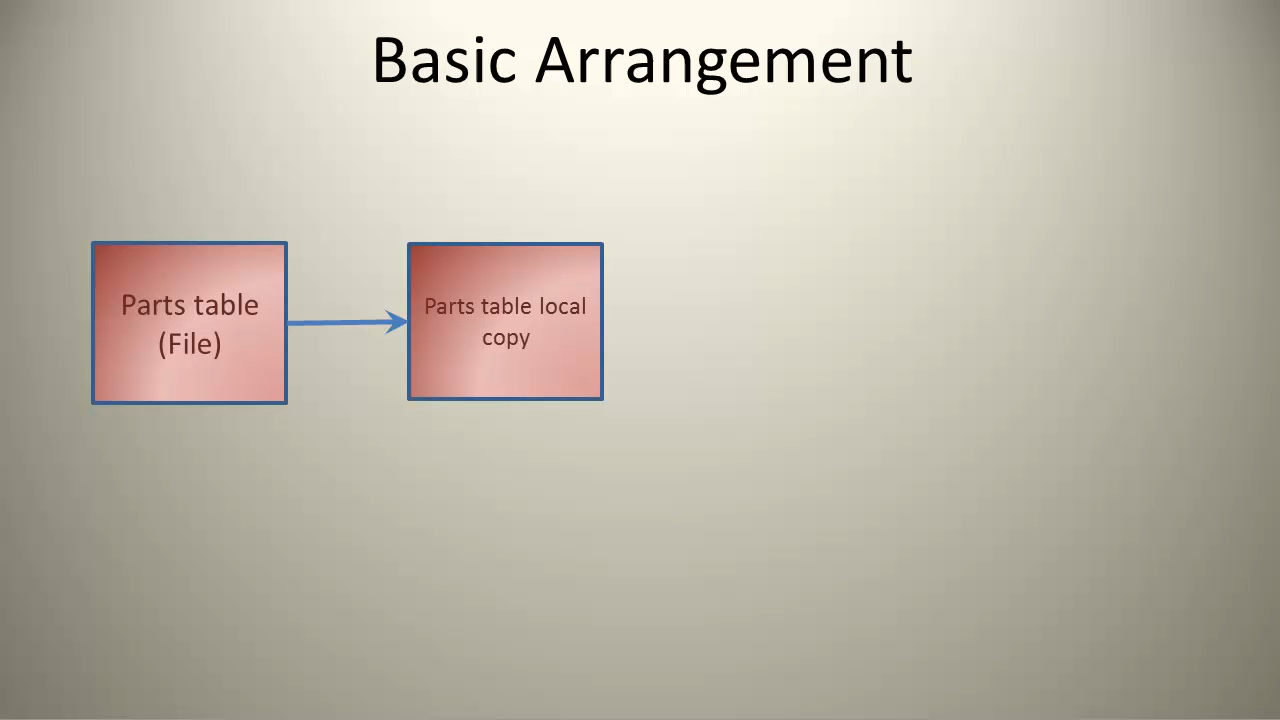 Basic Arrangement
Parts table
(File)
Parts table local
copy